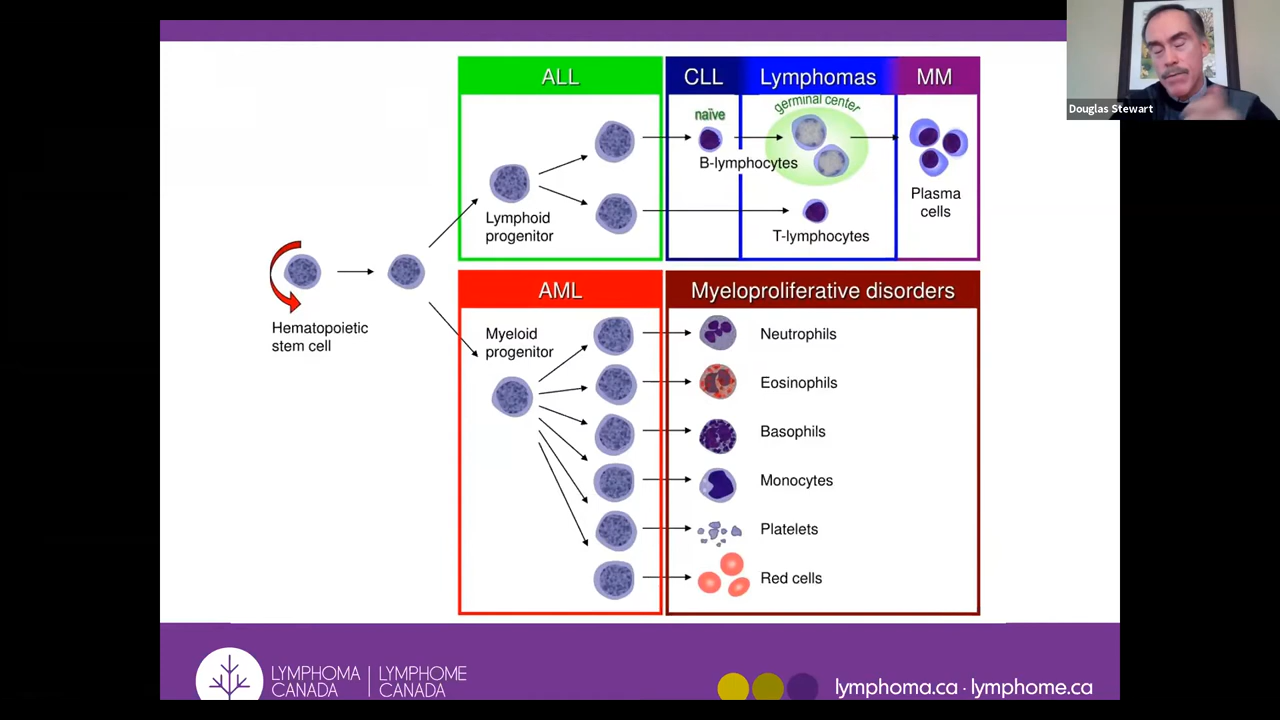 Douglas Stewart
ALL
CLL
Lymphomas
MM
germinal center
naïve
B-lymphocytes
Lymphoid
progenitor
Plasma
cells
T-lymphocytes
Hematopoietic
stem cell
AML
Myeloproliferative disorders
Myeloid
progenitor
Neutrophils
Eosinophils
Basophils
Monocytes
Platelets
Red cells
LYMPHOMA
CANADA
LYMPHOME
CANADA
lymphoma.ca · lymphome.ca